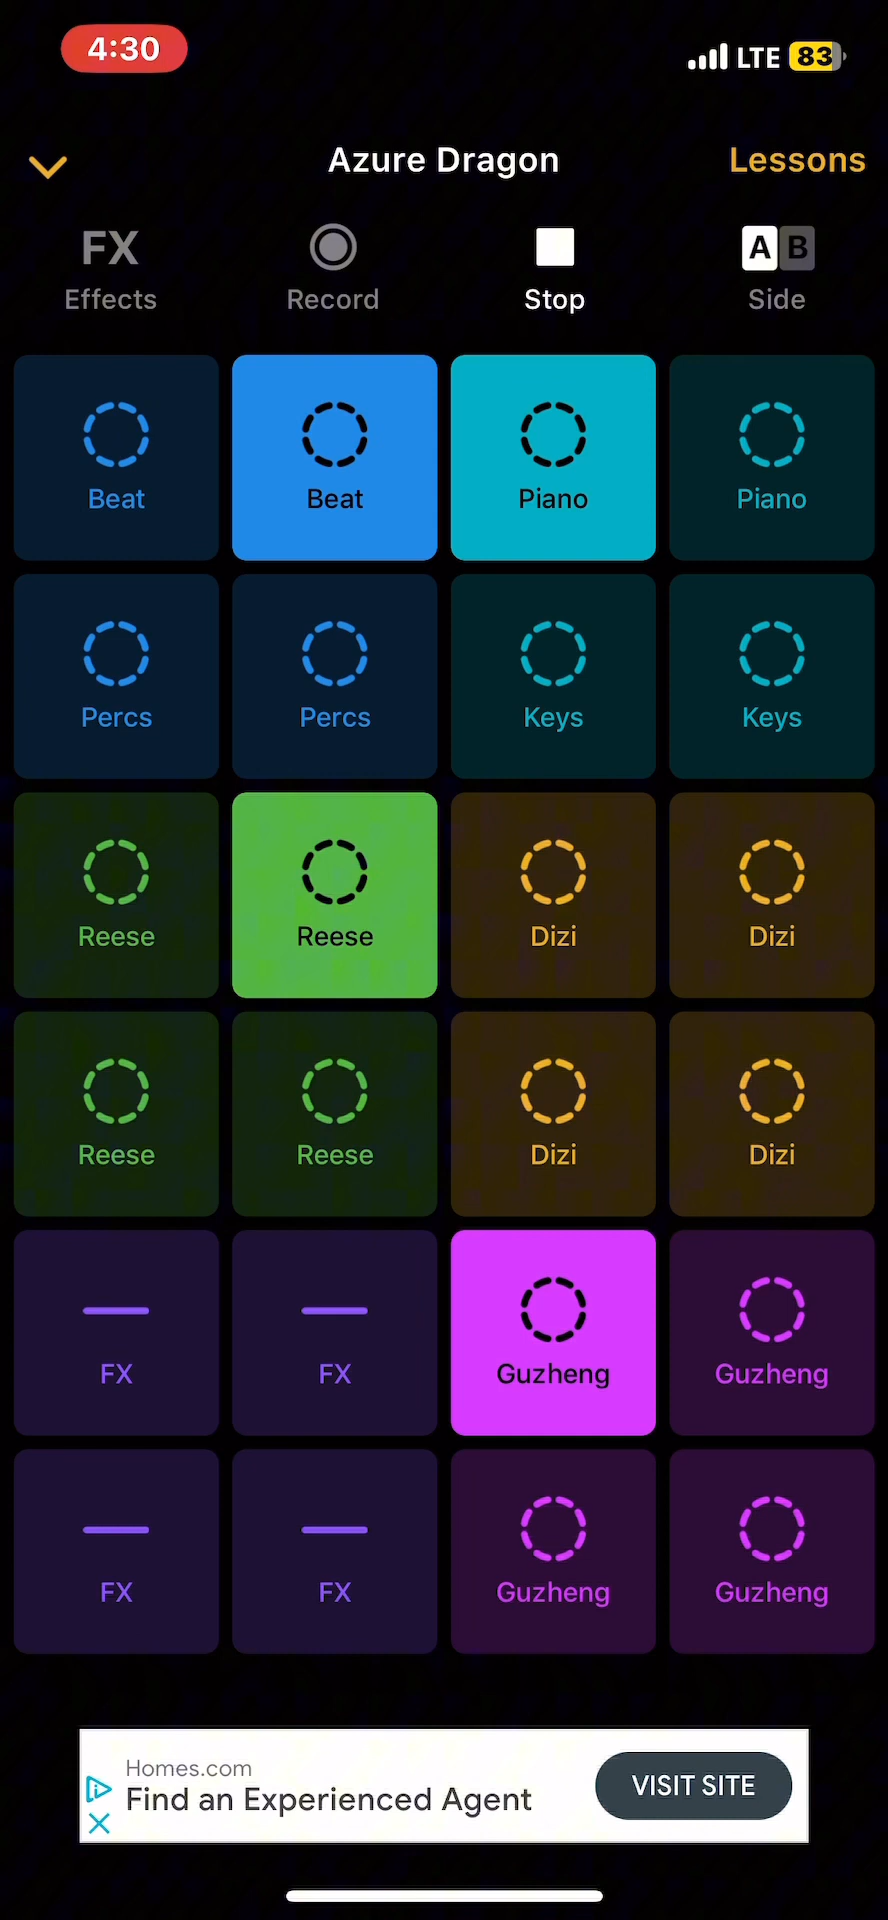 4:30 LTE 83
Azure Dragon Lessons
FX A B
Effects Record Stop Side
Beat Beat Piano Piano
Percs Percs Keys Keys
Reese Reese Dizi Dizi
Reese Reese Dizi Dizi
FX FX Guzheng Guzheng
FX FX Guzheng Guzheng
Homes.com
Find an Experienced Agent
VISIT SITE